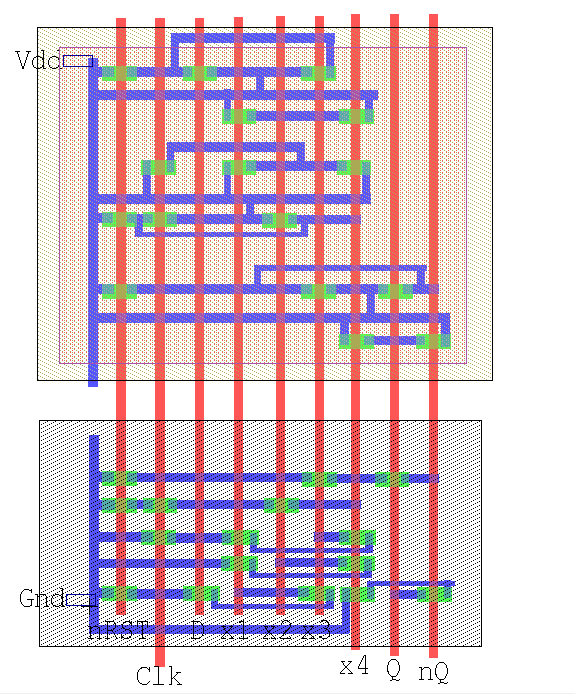 Vdd
Gnd
nRST D x1 x2 x3
Clk x4 Q nQ